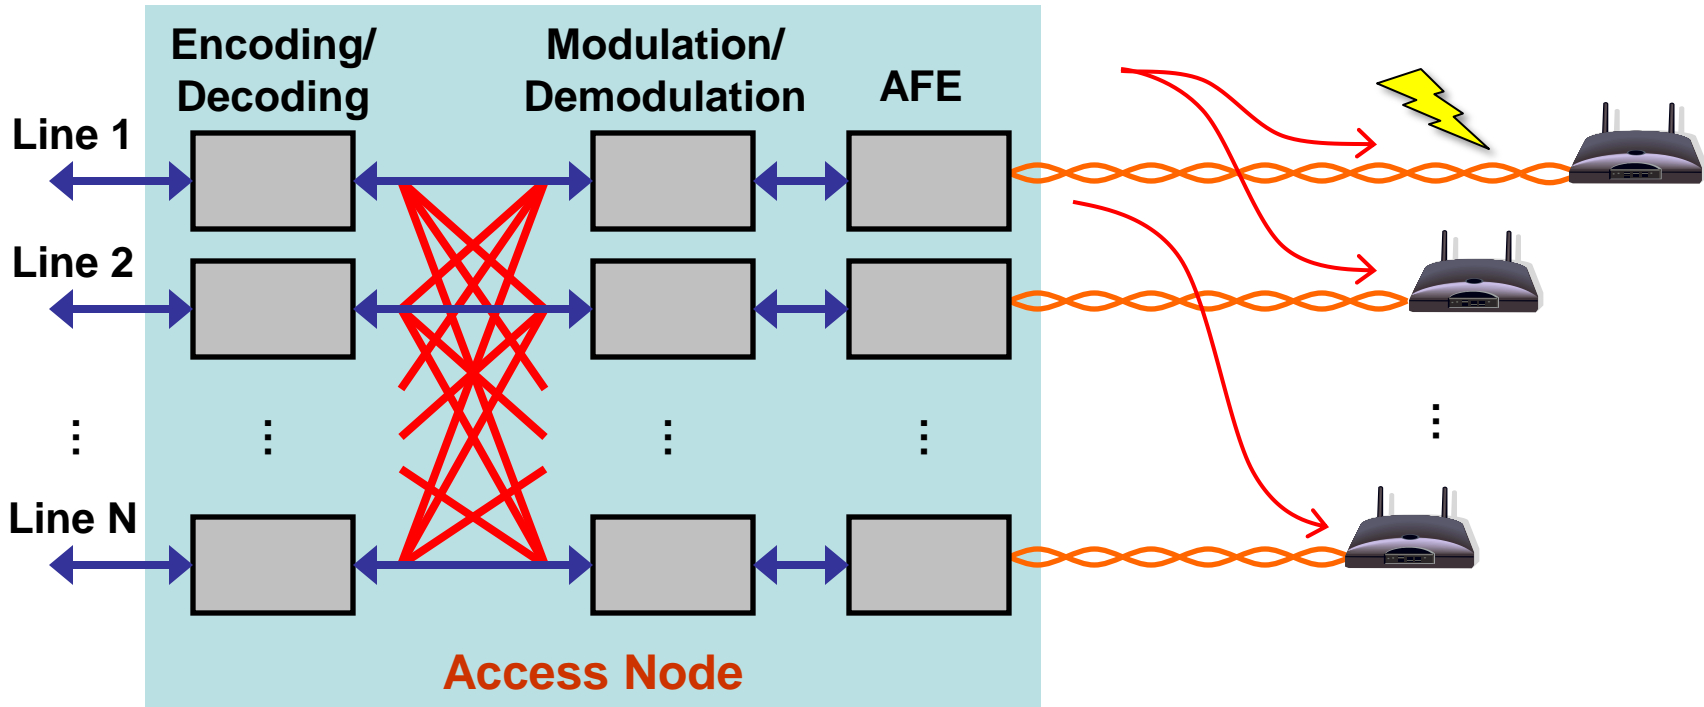 Encoding/
Decoding
Modulation/
Demodulation
AFE
Line 1
Line 2
Line N
Access Node